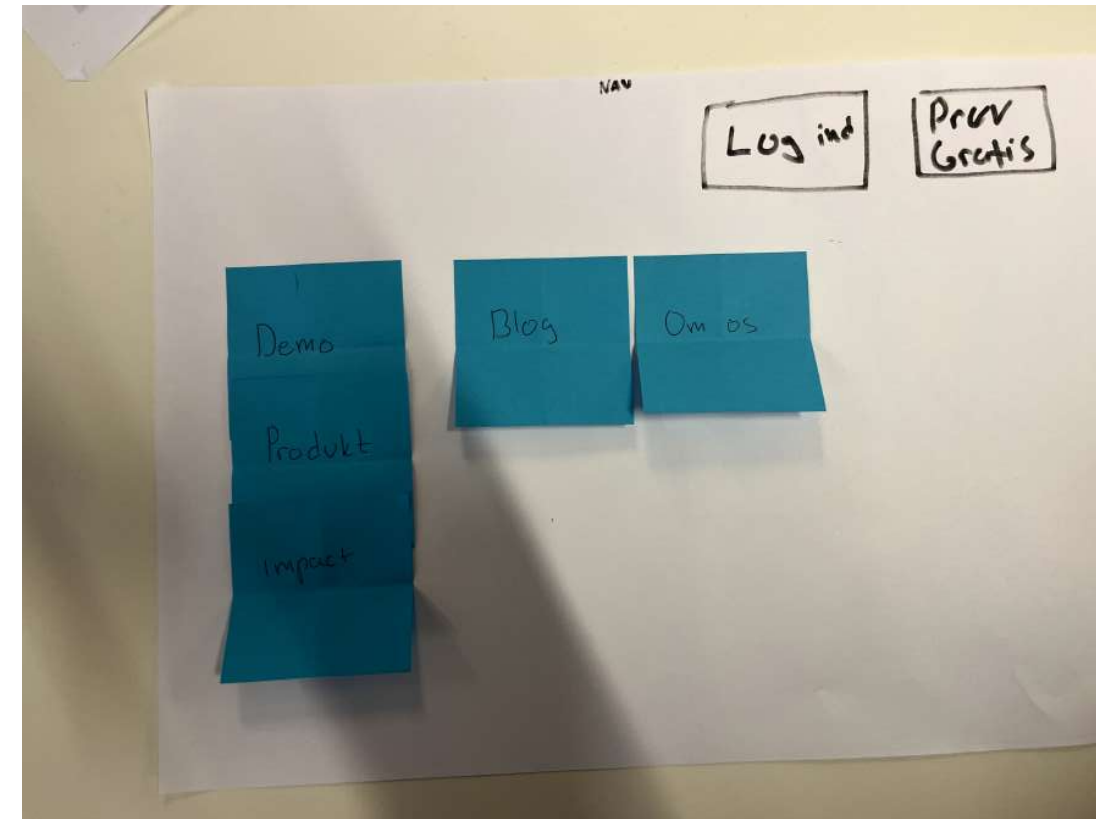 NAV
Log ind
Prøv
Gratis
Demo
Blog
Om os
Produkt
Impact